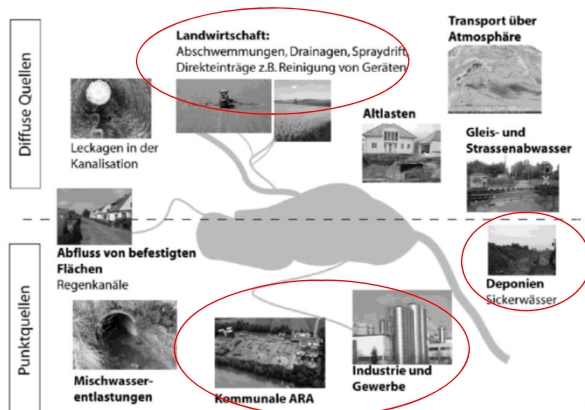 Diffuse Quellen
Landwirtschaft:
Abschwemmungen, Drainagen, Spraydrift
Direkteinträge z.B. Reinigung von Geräten
Transport über
Atmosphäre
Leckagen in der
Kanalisation
Altlasten
Gleis- und
Strassenabwasser
Punktquellen
Abfluss von befestigten
Flächen
Regenkanäle
Deponien
Sickerwässer
Mischwasser-
entlastungen
Kommunale ARA
Industrie und
Gewerbe